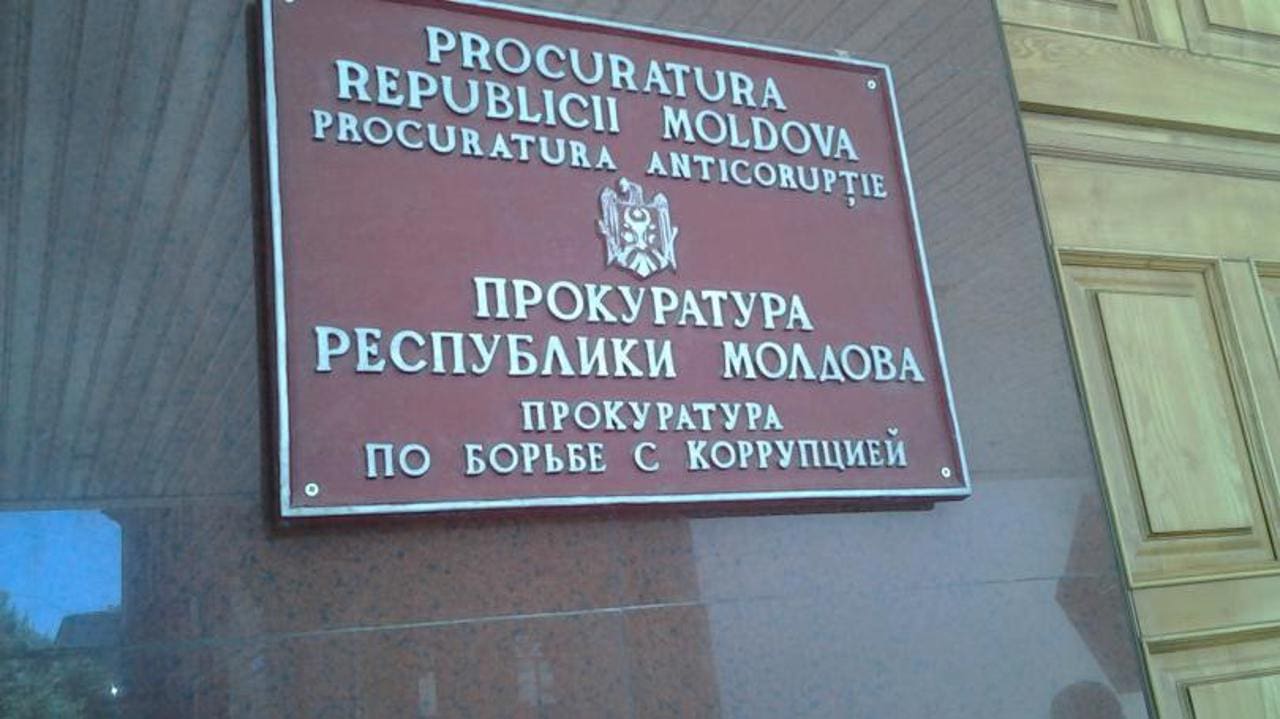 PROCURATURA
REPUBLICII MOLDOVA
PROCURATURA ANTICORUPȚIE
ПРОКУРАТУРА
РЕСПУБЛИКИ МОЛДОВА
ПРОКУРАТУРА
ПО БОРЬБЕ С КОРРУПЦИЕЙ